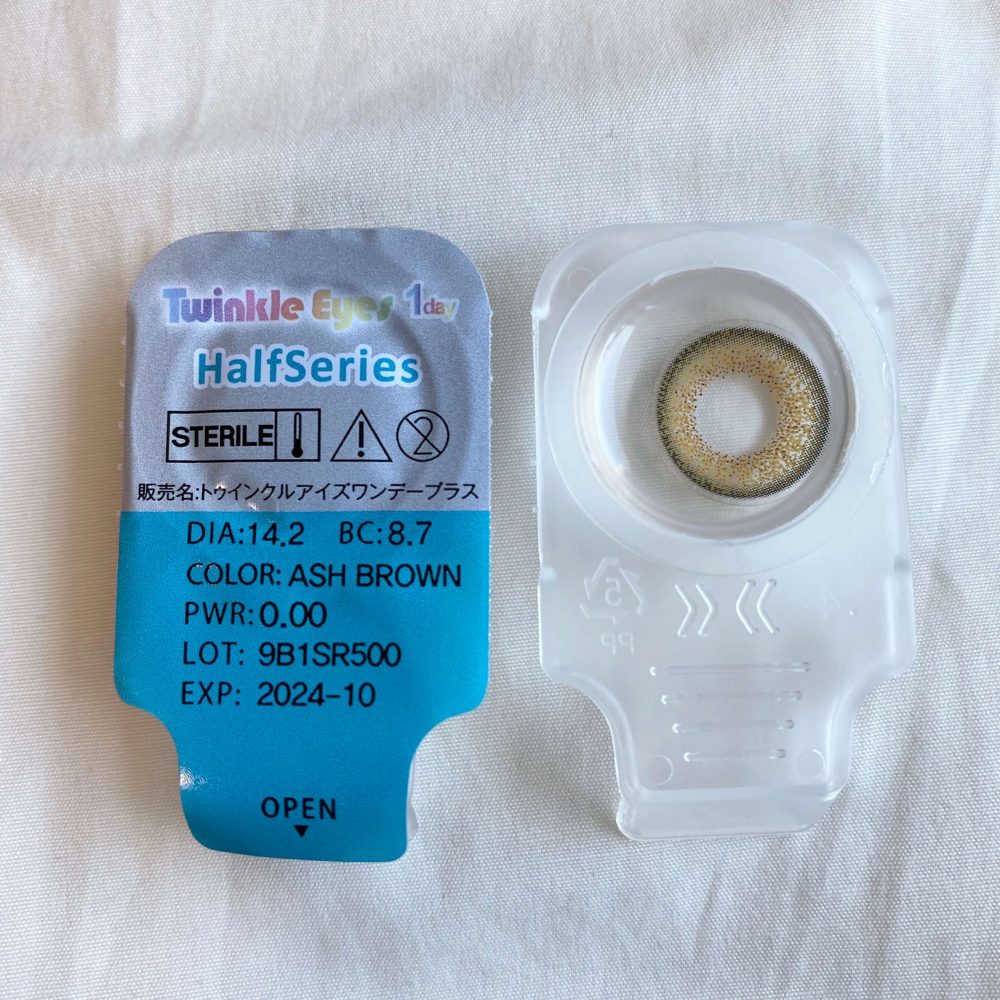 Twinkle Eyes 1day
HalfSeries
STERILE
2
販売名:トゥインクルアイズワンデープラス
DIA:14.2 BC:8.7
COLOR: ASH BROWN
PWR:0.00
LOT: 9B1SR500
EXP: 2024-10
OPEN
5
PP